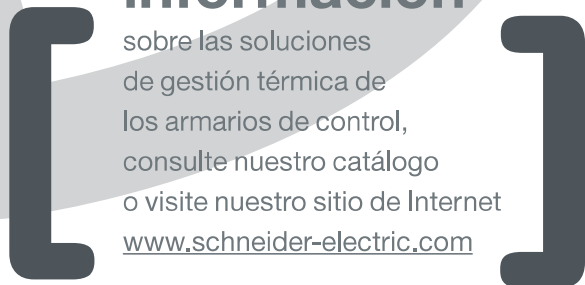 información
sobre las soluciones
de gestión térmica de
los armarios de control,
consulte nuestro catálogo
o visite nuestro sitio de Internet
www.schneider-electric.com